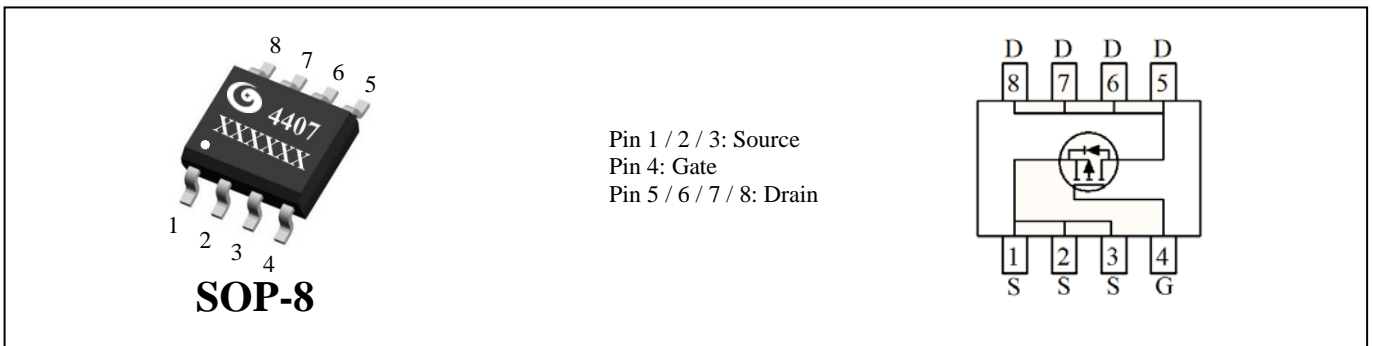 8
7
6
5
4407
XXXXXX
1
2
3
4
SOP-8
Pin 1 / 2 / 3: Source
Pin 4: Gate
Pin 5 / 6 / 7 / 8: Drain
D D D D
8 7 6 5
1 2 3 4
S S S G